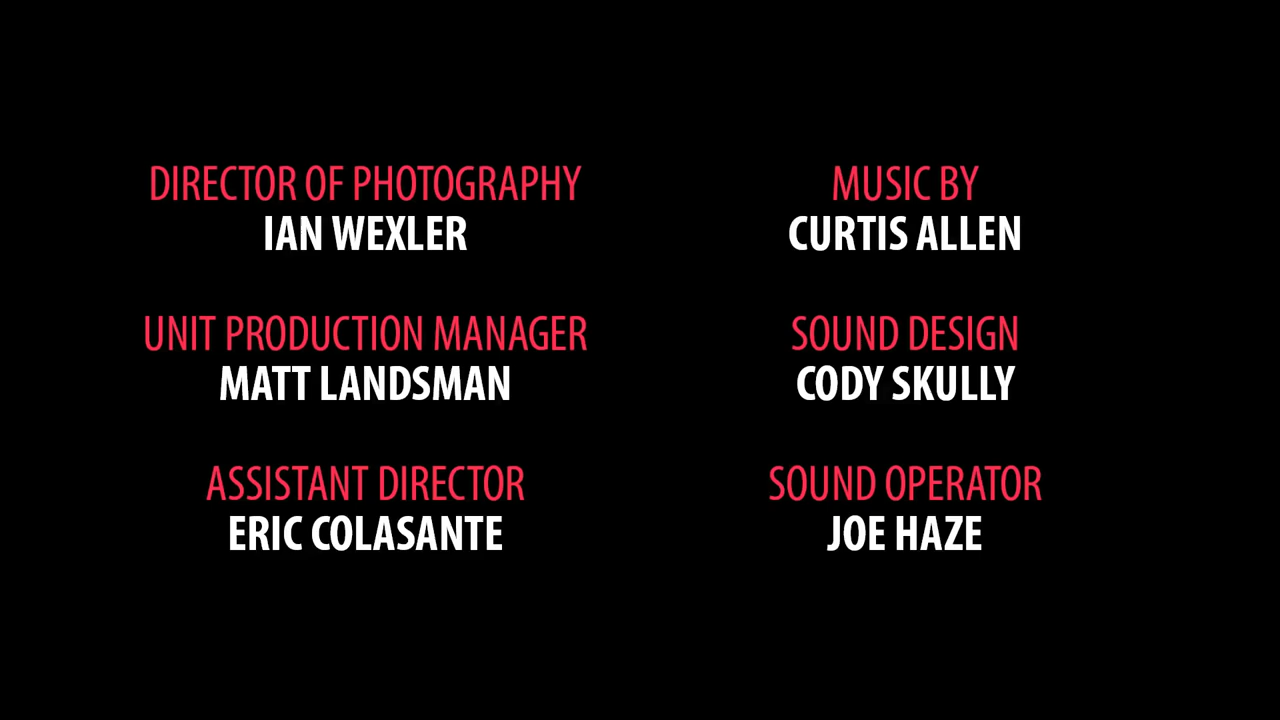 DIRECTOR OF PHOTOGRAPHY
IAN WEXLER
UNIT PRODUCTION MANAGER
MATT LANDSMAN
ASSISTANT DIRECTOR
ERIC COLASANTE
MUSIC BY
CURTIS ALLEN
SOUND DESIGN
CODY SKULLY
SOUND OPERATOR
JOE HAZE